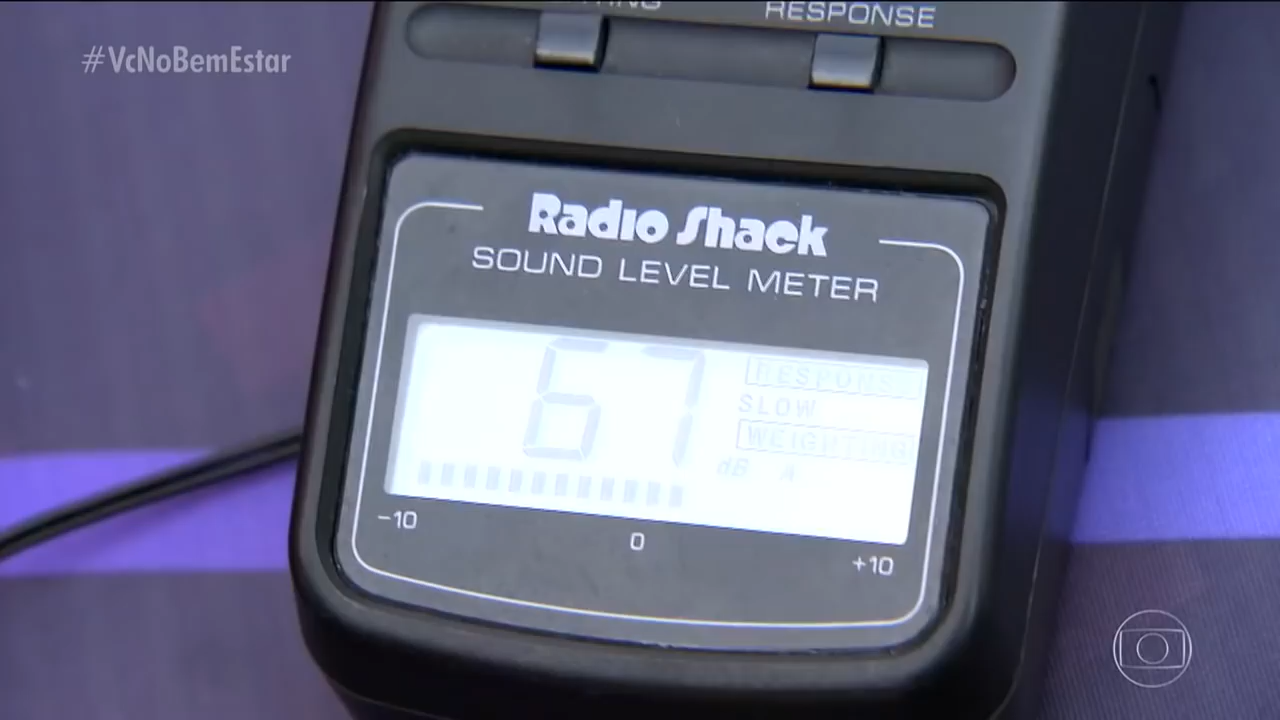 #VcNoBemEstar
RESPONSE
Radio Shack
SOUND LEVEL METER
67
RESPONSE
SLOW
WEIGHTING
dB A
-10
0
+10